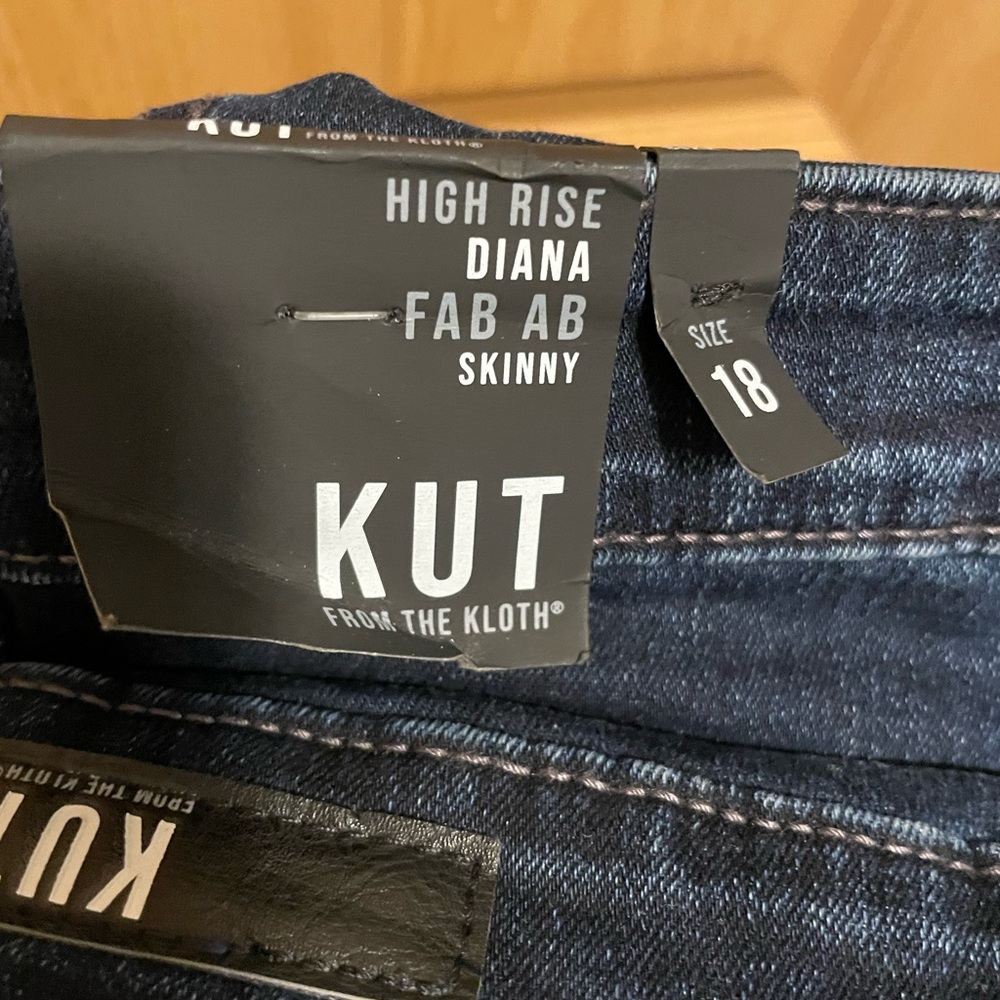 KUT FROM THE KLOTH®
HIGH RISE
DIANA
FAB AB
SKINNY
KUT
FROM THE KLOTH®
SIZE
18
KUT
FROM THE KLOTH®